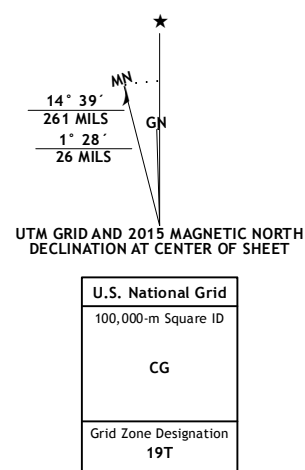 ★
MN
GN
14° 39´
261 MILS
1° 28´
26 MILS
UTM GRID AND 2015 MAGNETIC NORTH
DECLINATION AT CENTER OF SHEET
U.S. National Grid
100,000-m Square ID
CG
Grid Zone Designation
19T